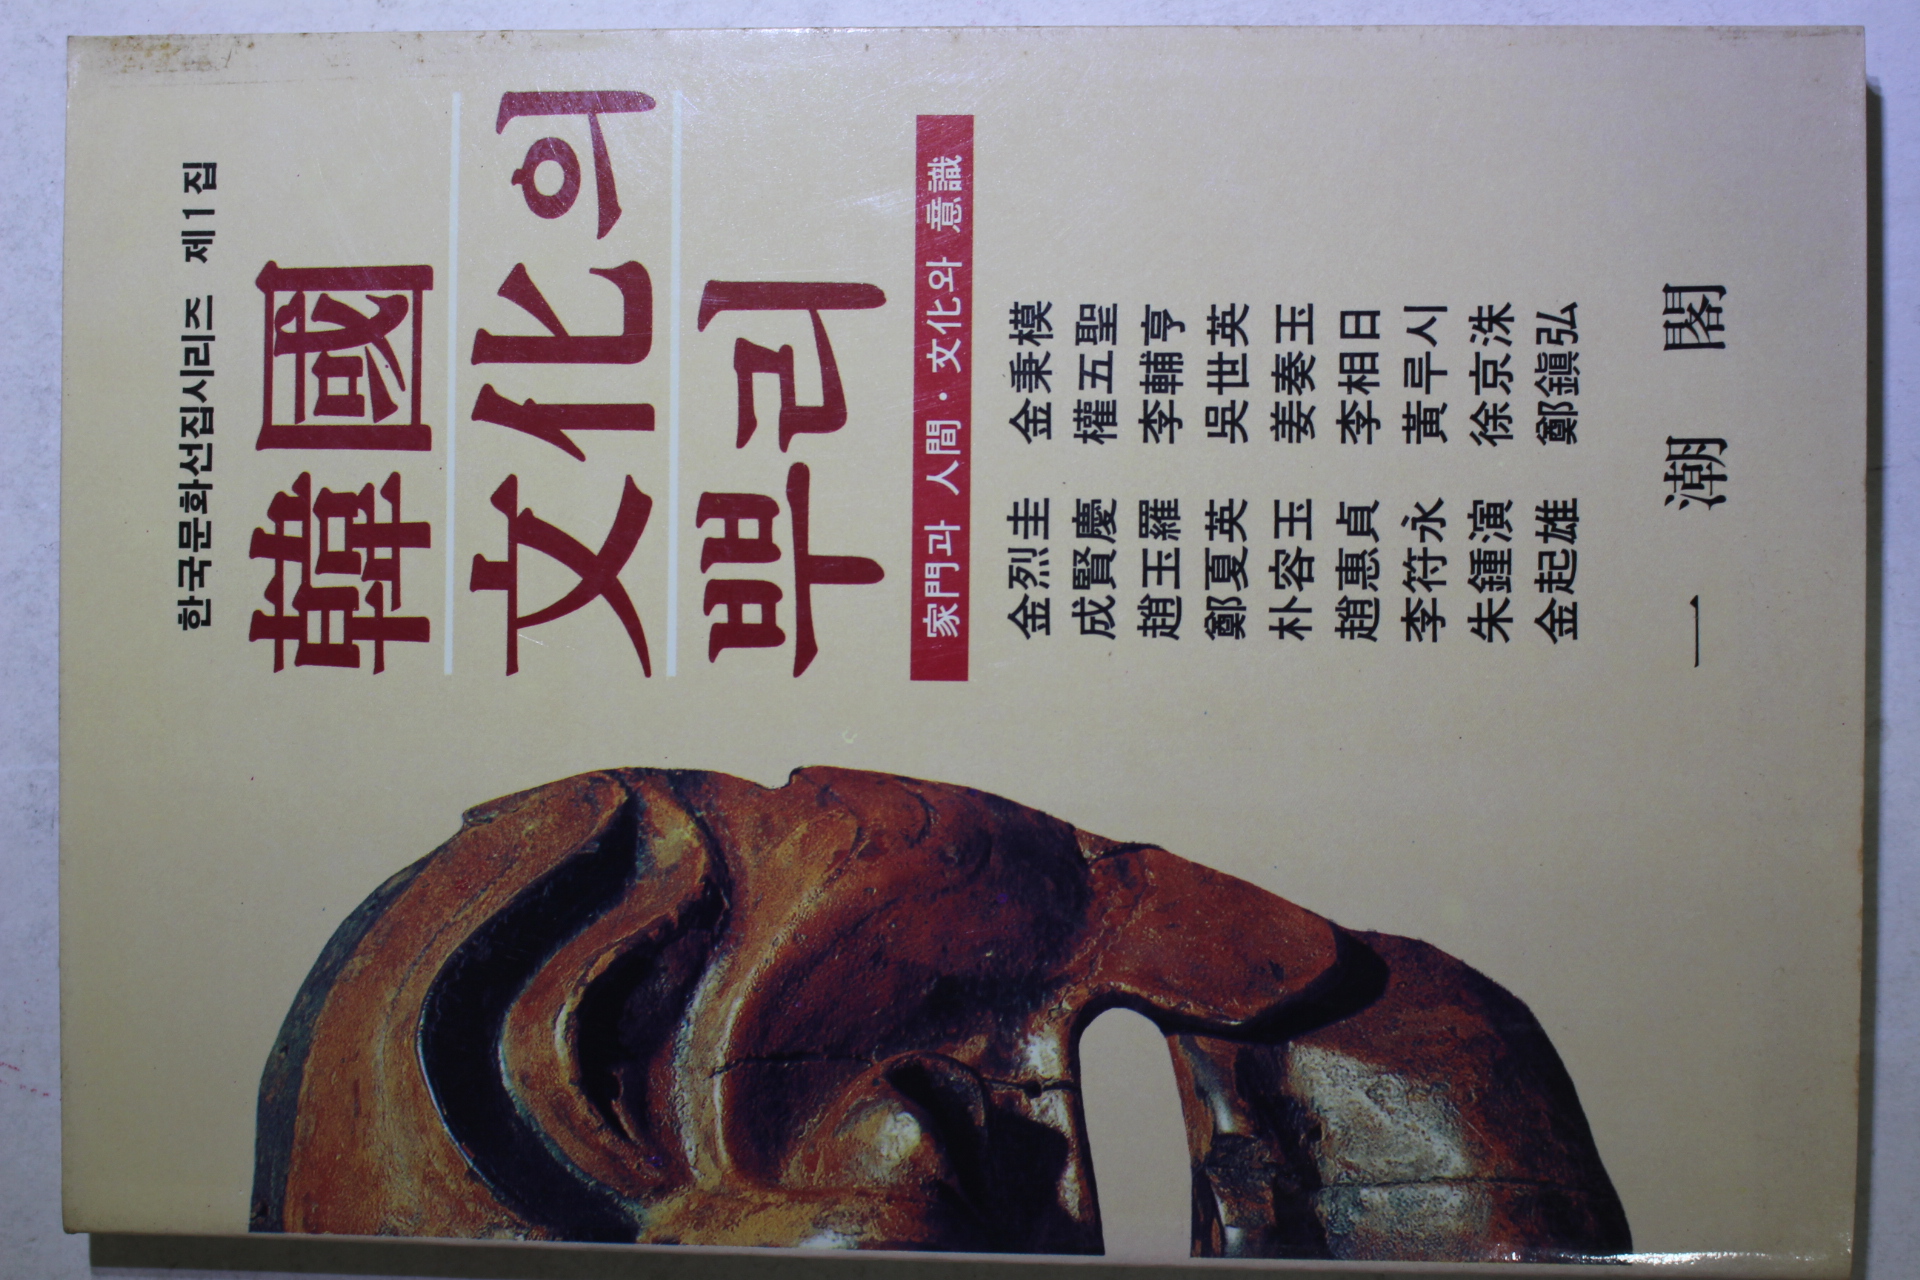 한국문화선집시리즈 제1집
韓國
文化의
뿌리
家門과 人間·文化와 意識
金烈圭 金秉模
成賢慶 權五聖
趙玉羅 李輔亨
鄭夏英 吳世英
朴容玉 姜奏玉
趙惠貞 李相日
李符永 黃루시
朱鍾演 徐京洙
金起雄 鄭鎭弘
一潮閣